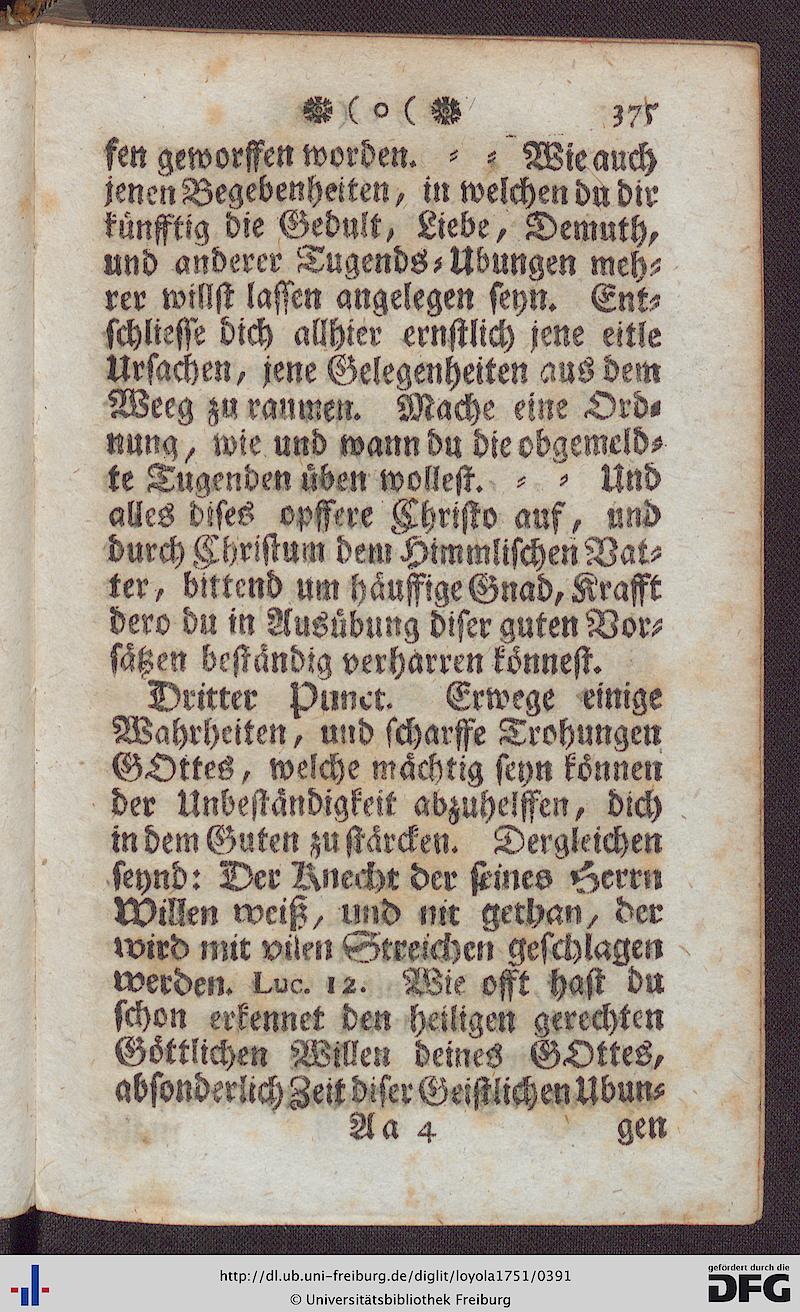 ( o ( 375
sen geworffen worden. ⸗ ⸗ Wie auch
jenen Begebenheiten, in welchen du dir
künfftig die Gedult, Liebe, Demuth,
und anderer Tugends⸗Ubungen meh⸗
rer willst lassen angelegen seyn. Ent⸗
schliesse dich allhier ernstlich jene eitle
Ursachen, jene Gelegenheiten aus dem
Weeg zu raumen. Mache eine Ord⸗
nung, wie und wann du die obgemeld⸗
te Tugenden üben wollest. ⸗ ⸗ Und
alles dises opffere Christo auf, und
durch Christum dem Himmlischen Vat⸗
ter, bittend um häuffige Gnad, Krafft
dero du in Ausübung diser guten Vor⸗
sätzen beständig verharren könnest.
Dritter Punct. Erwege einige
Wahrheiten, und scharffe Trohungen
GOttes, welche mächtig seyn können
der Unbeständigkeit abzuhelffen, dich
in dem Guten zu stärcken. Dergleichen
seynd: Der Knecht der seines Herrn
Willen weiß, und nit gethan, der
wird mit vilen Streichen geschlagen
werden. Luc. 12. Wie offt hast du
schon erkennet den heiligen gerechten
Göttlichen Willen deines GOttes,
absonderlich Zeit diser Geistlichen Ubun⸗
Aa 4 gen
http://dl.ub.uni-freiburg.de/diglit/loyola1751/0391
© Universitätsbibliothek Freiburg
gefördert durch die
DFG